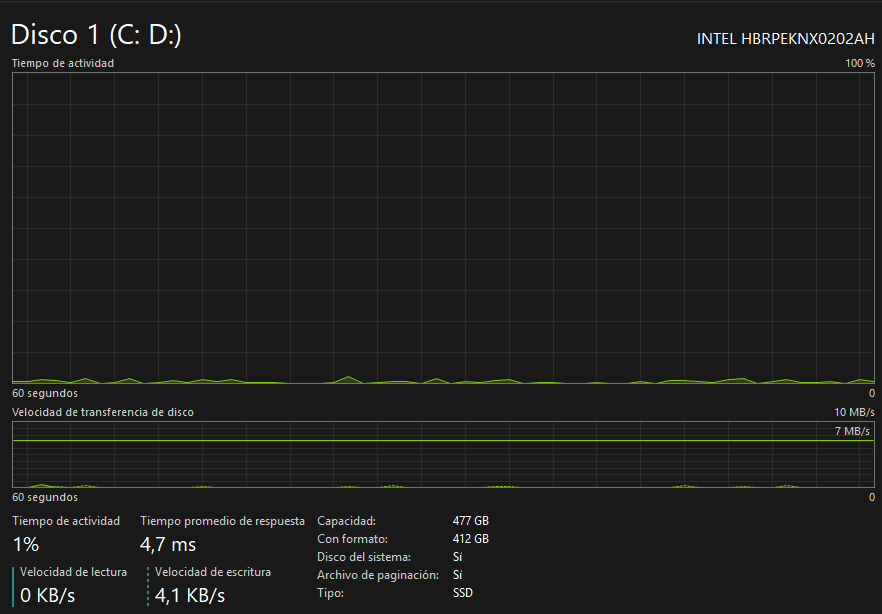 Disco 1 (C: D:)
INTEL HBRPEKNX0202AH
Tiempo de actividad
100 %
60 segundos
0
Velocidad de transferencia de disco
10 MB/s
7 MB/s
60 segundos
0
Tiempo de actividad
1%
Tiempo promedio de respuesta
4,7 ms
Velocidad de lectura
0 KB/s
Velocidad de escritura
4,1 KB/s
Capacidad: 477 GB
Con formato: 412 GB
Disco del sistema: Sí
Archivo de paginación: Sí
Tipo: SSD